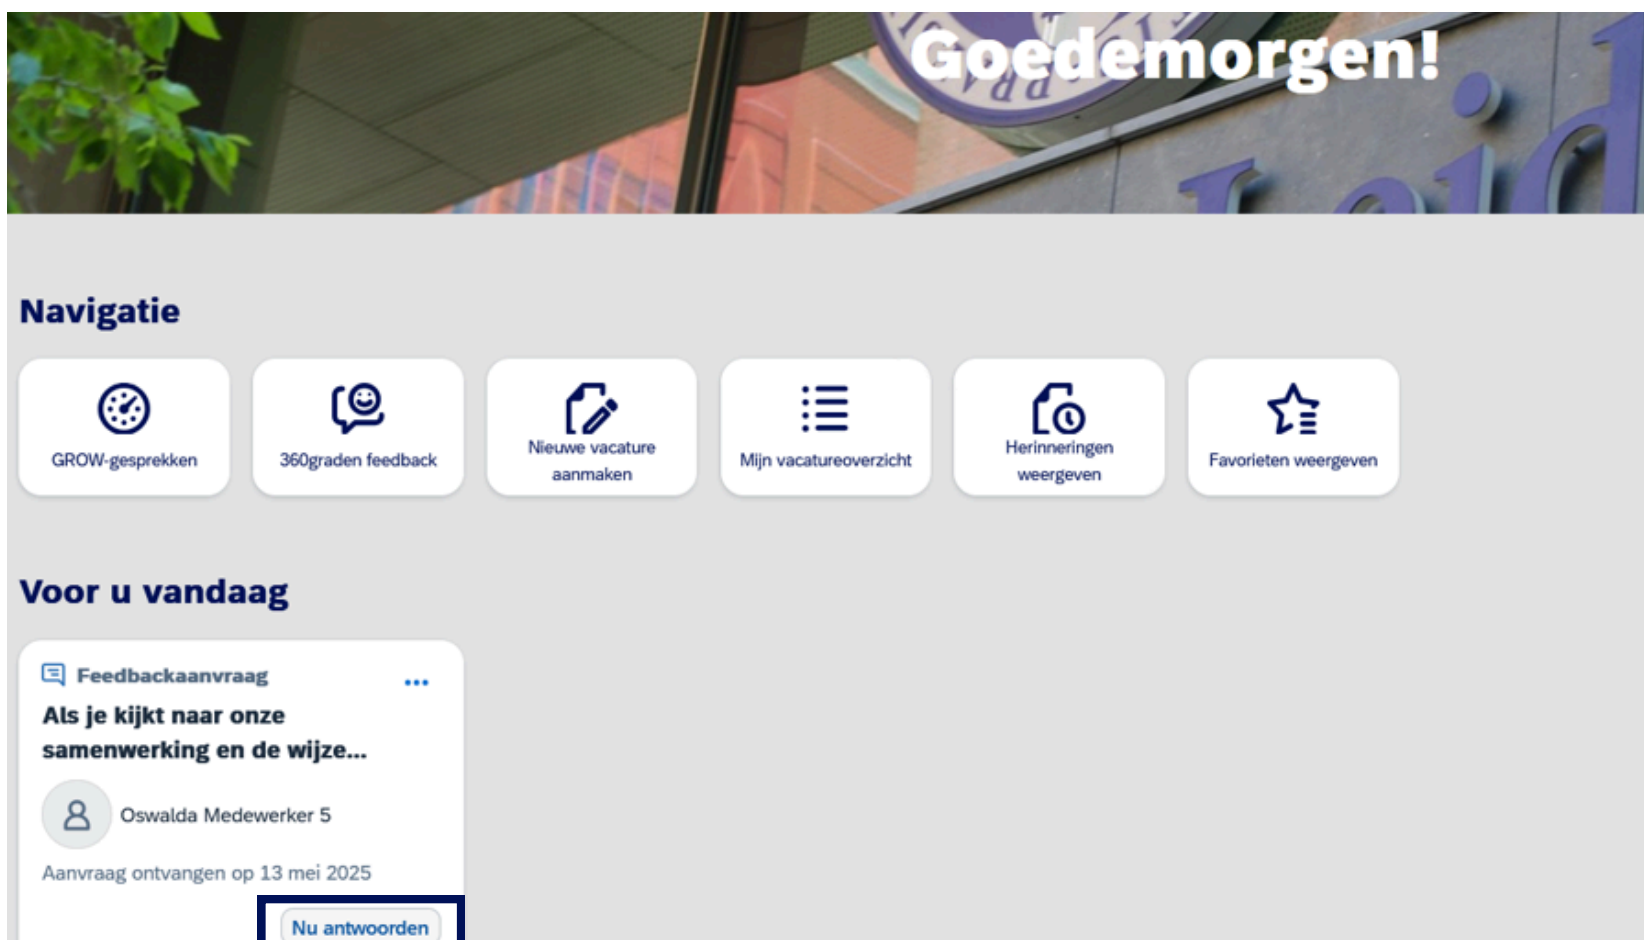 Goedemorgen!
Leid
Navigatie
GROW-gesprekken
360graden feedback
Nieuwe vacature
aanmaken
Mijn vacatureoverzicht
Herinneringen
weergeven
Favorieten weergeven
Voor u vandaag
Feedbackaanvraag
...
Als je kijkt naar onze
samenwerking en de wijze...
Oswalda Medewerker 5
Aanvraag ontvangen op 13 mei 2025
Nu antwoorden